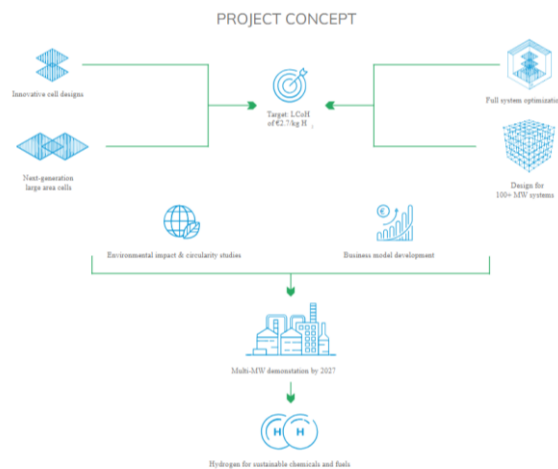 PROJECT CONCEPT
Innovative cell designs
Target: LCoH
of €2.7/kg H
Full system optimizatio
Next-generation
large area cells
Design for
100+ MW systems
€
Environmental impact & circularity studies
Business model development
Multi-MW demonstation by 2027
H H
Hydrogen for sustainable chemicals and fuels